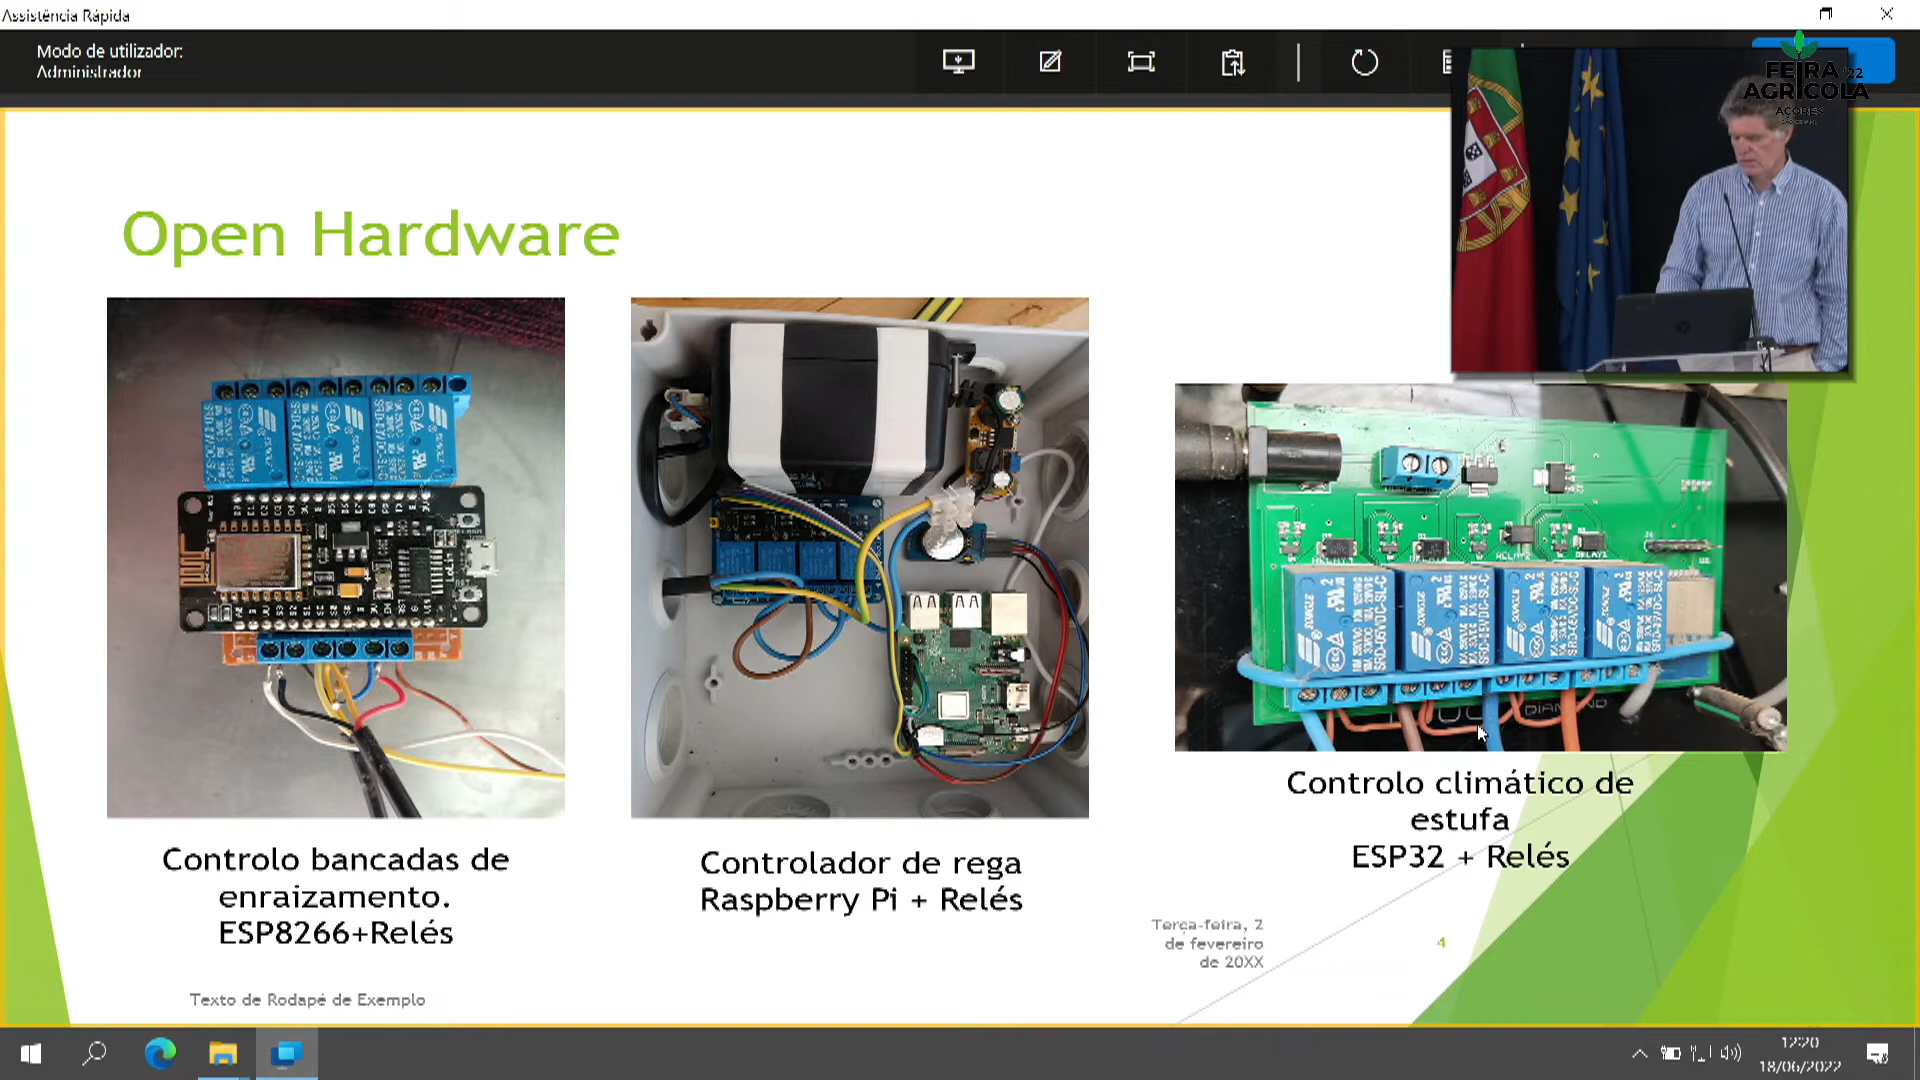 Assistência Rápida
Modo de utilizador:
Administrador
FEIRA '22
AGRICOLA
AÇORES
Open Hardware
Controlo bancadas de
enraizamento.
ESP8266+Relés
Controlador de rega
Raspberry Pi + Relés
Controlo climático de
estufa
ESP32 + Relés
Terça-feira, 2
de fevereiro
de 20XX
4
Texto de Rodapé de Exemplo
12:20
18/06/2022